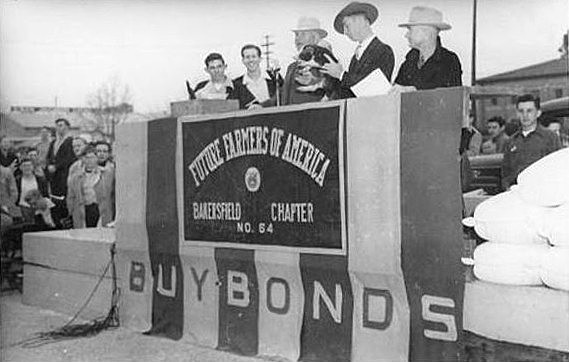 FUTURE FARMERS OF AMERICA
BAKERSFIELD CHAPTER
NO. 64
BUY BONDS